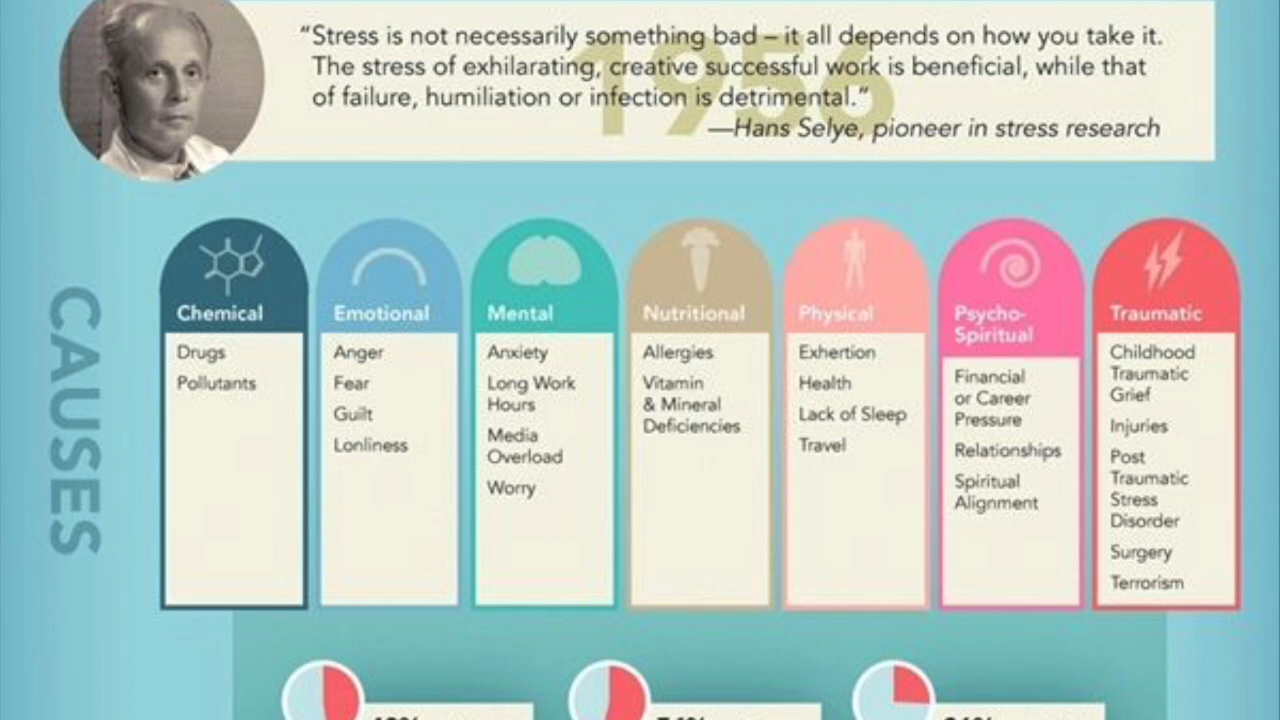 1956
“Stress is not necessarily something bad – it all depends on how you take it.
The stress of exhilarating, creative successful work is beneficial, while that
of failure, humiliation or infection is detrimental.”
—Hans Selye, pioneer in stress research
CAUSES
Chemical
Drugs
Pollutants
Emotional
Anger
Fear
Guilt
Lonliness
Mental
Anxiety
Long Work
Hours
Media
Overload
Worry
Nutritional
Allergies
Vitamin
& Mineral
Deficiencies
Physical
Exhertion
Health
Lack of Sleep
Travel
Psycho-
Spiritual
Financial
or Career
Pressure
Relationships
Spiritual
Alignment
Traumatic
Childhood
Traumatic
Grief
Injuries
Post
Traumatic
Stress
Disorder
Surgery
Terrorism